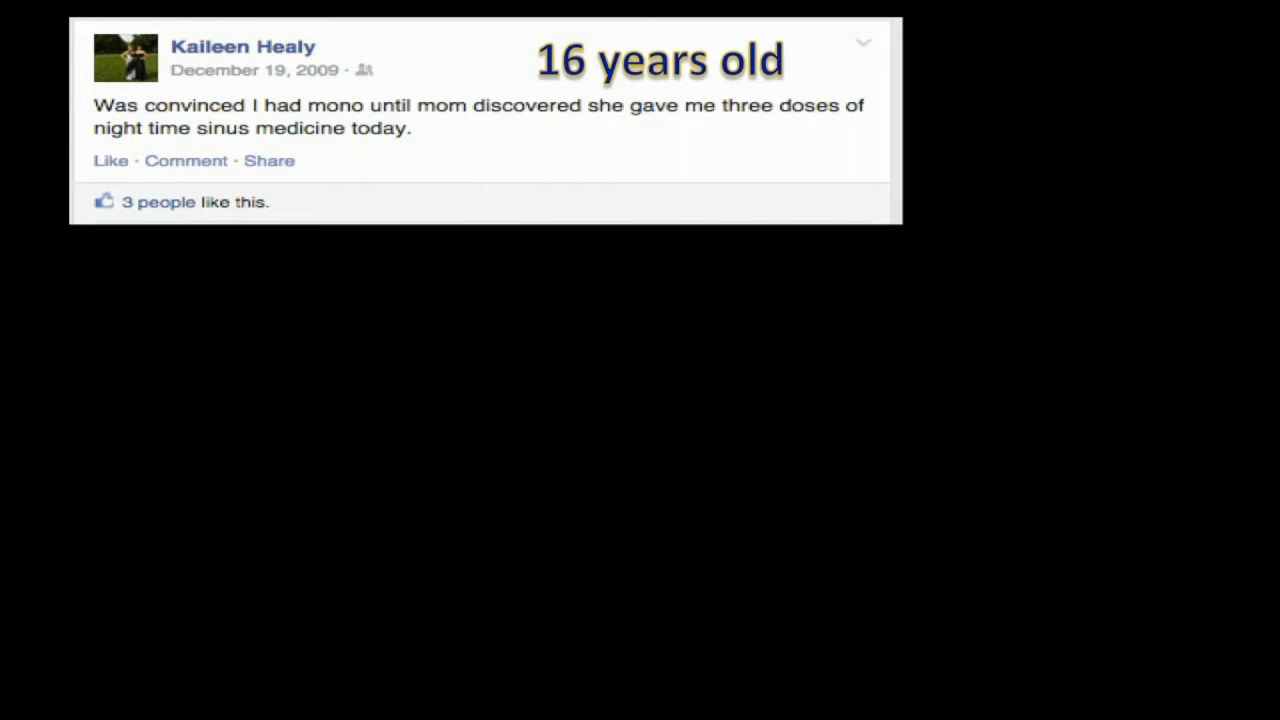 Kaileen Healy
16 years old
December 19, 2009 ·
Was convinced I had mono until mom discovered she gave me three doses of
night time sinus medicine today.
Like · Comment · Share
3 people like this.